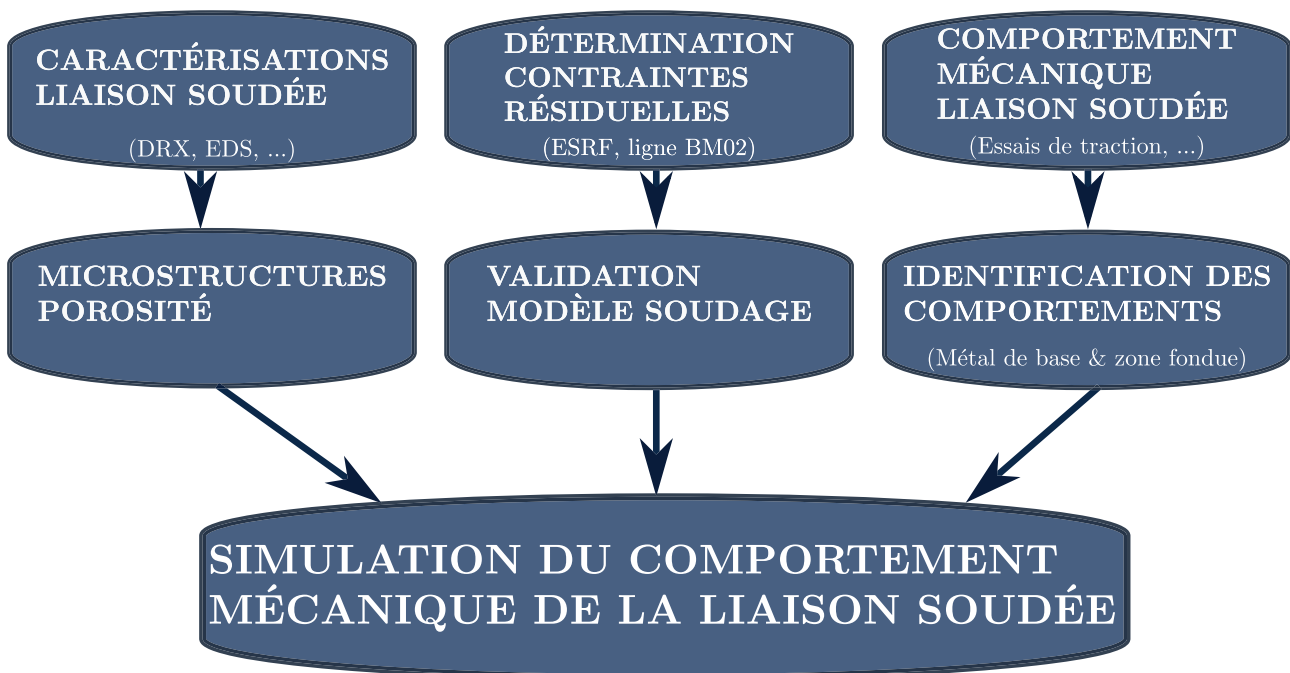 CARACTÉRISATIONS
LIAISON SOUDÉE
(DRX, EDS, ...)
DÉTERMINATION
CONTRAINTES
RÉSIDUELLES
(ESRF, ligne BM02)
COMPORTEMENT
MÉCANIQUE
LIAISON SOUDÉE
(Essais de traction, ...)
MICROSTRUCTURES
POROSITÉ
VALIDATION
MODÈLE SOUDAGE
IDENTIFICATION DES
COMPORTEMENTS
(Métal de base & zone fondue)
SIMULATION DU COMPORTEMENT
MÉCANIQUE DE LA LIAISON SOUDÉE